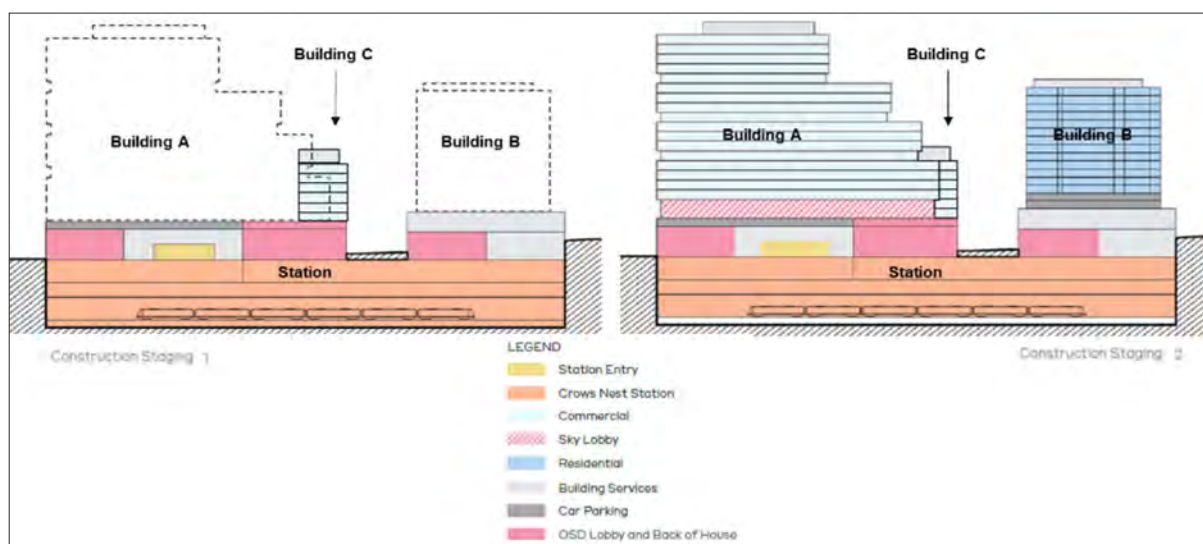 Building C
Building A
Building B
Station
Construction Staging 1
Building C
Building A
Building B
Station
Construction Staging 2
LEGEND
Station Entry
Crows Nest Station
Commercial
Sky Lobby
Residential
Building Services
Car Parking
OSD Lobby and Back of House